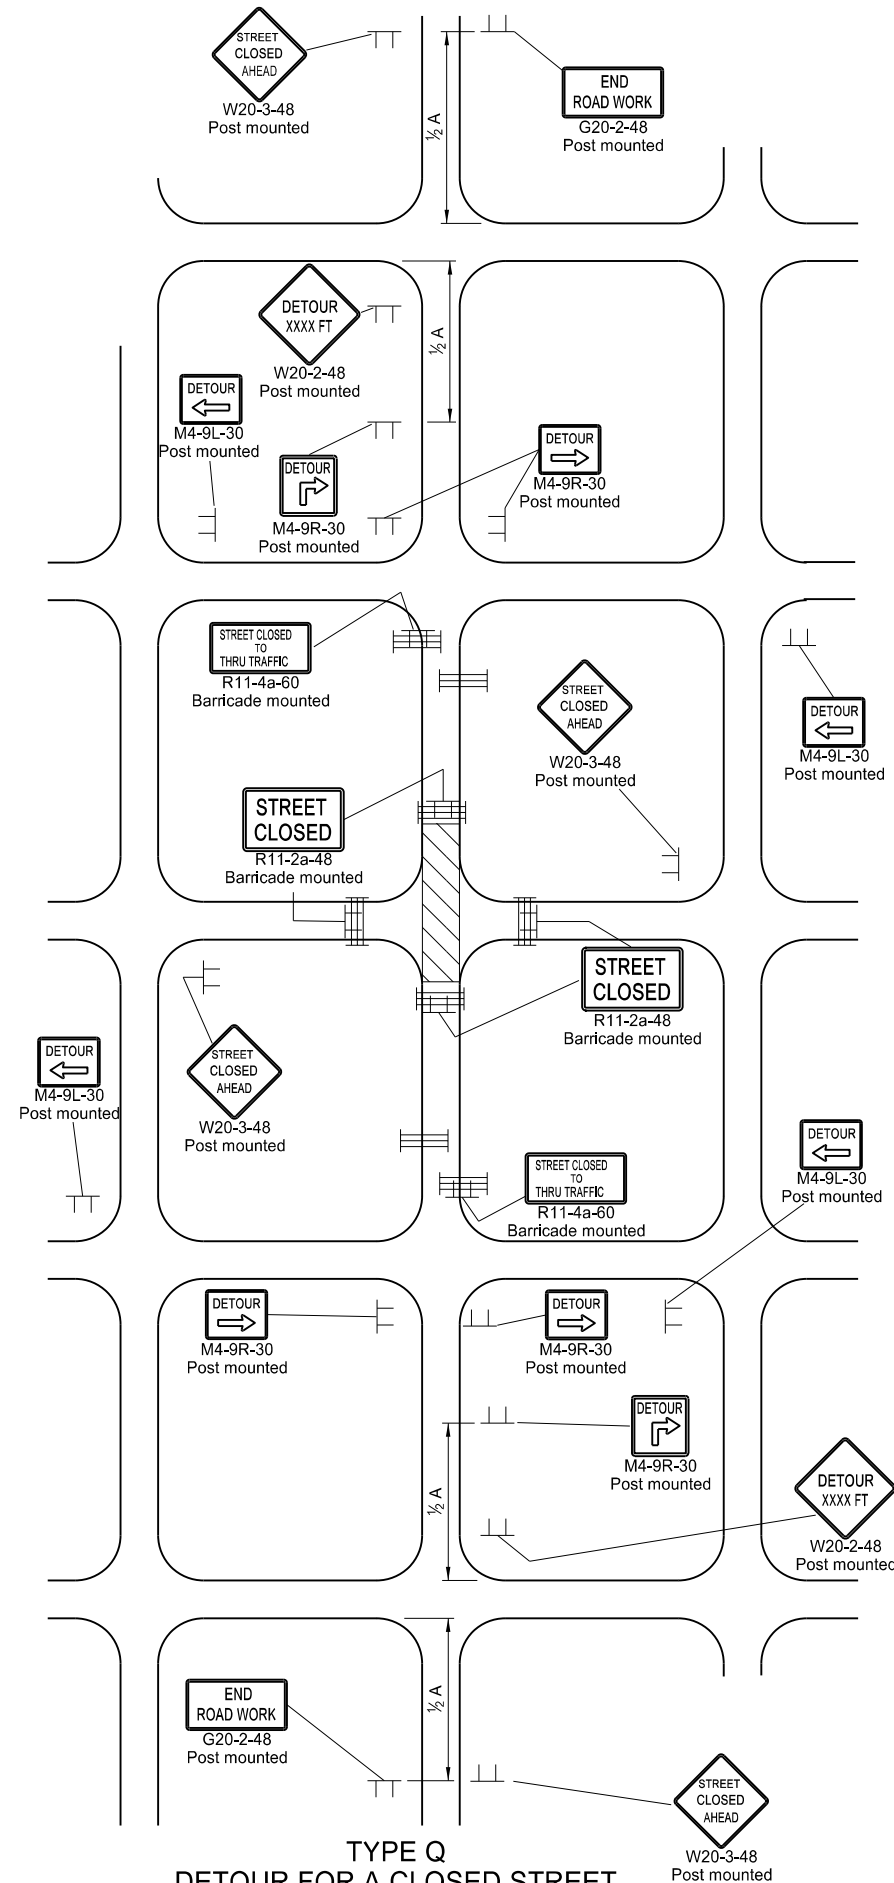 STREET
CLOSED
AHEAD
W20-3-48
Post mounted
END
ROAD WORK
G20-2-48
Post mounted
½ A
DETOUR
XXXX FT
W20-2-48
Post mounted
½ A
DETOUR
M4-9L-30
Post mounted
DETOUR
M4-9R-30
Post mounted
DETOUR
M4-9R-30
Post mounted
STREET CLOSED
TO
THRU TRAFFIC
R11-4a-60
Barricade mounted
STREET
CLOSED
AHEAD
W20-3-48
Post mounted
DETOUR
M4-9L-30
Post mounted
STREET
CLOSED
R11-2a-48
Barricade mounted
STREET
CLOSED
R11-2a-48
Barricade mounted
DETOUR
M4-9L-30
Post mounted
STREET
CLOSED
AHEAD
W20-3-48
Post mounted
DETOUR
M4-9L-30
Post mounted
STREET CLOSED
TO
THRU TRAFFIC
R11-4a-60
Barricade mounted
DETOUR
M4-9R-30
Post mounted
DETOUR
M4-9R-30
Post mounted
DETOUR
M4-9R-30
Post mounted
½ A
DETOUR
XXXX FT
W20-2-48
Post mounted
END
ROAD WORK
G20-2-48
Post mounted
½ A
STREET
CLOSED
AHEAD
W20-3-48
Post mounted
TYPE Q
DETOUR FOR A CLOSED STREET